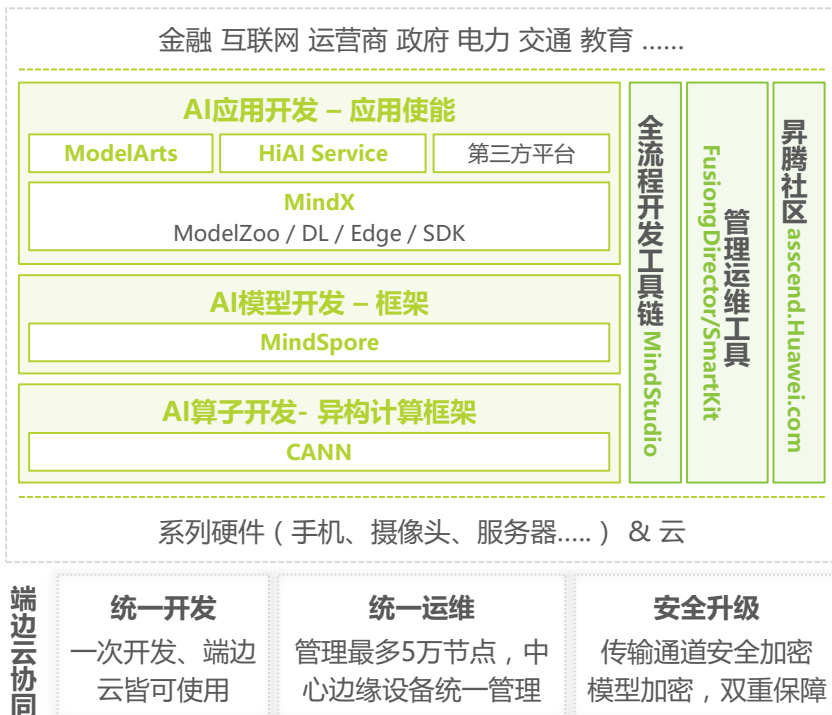 金融 互联网 运营商 政府 电力 交通 教育 ......
AI应用开发 – 应用使能
ModelArts
HiAI Service
第三方平台
MindX
ModelZoo / DL / Edge / SDK
AI模型开发 – 框架
MindSpore
AI算子开发- 异构计算框架
CANN
全流程开发工具链 MindStudio
管理运维工具
FusiongDirector/SmartKit
昇腾社区 asscend.Huawei.com
系列硬件（手机、摄像头、服务器.....） & 云
端边云协同
统一开发
一次开发、端边
云皆可使用
统一运维
管理最多5万节点，中
心边缘设备统一管理
安全升级
传输通道安全加密
模型加密，双重保障